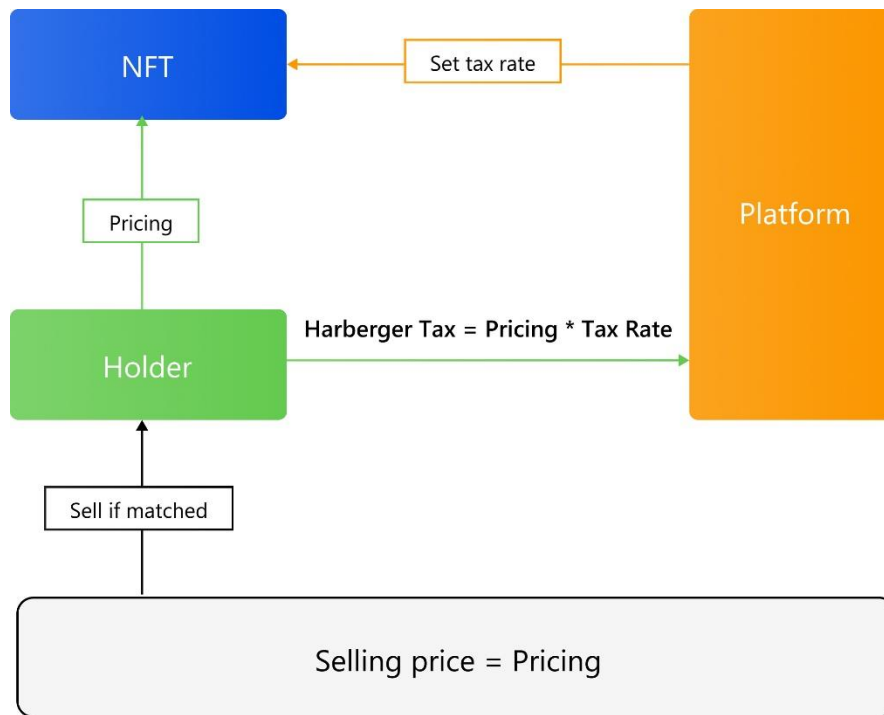 NFT
Set tax rate
Platform
Pricing
Harberger Tax = Pricing * Tax Rate
Holder
Sell if matched
Selling price = Pricing